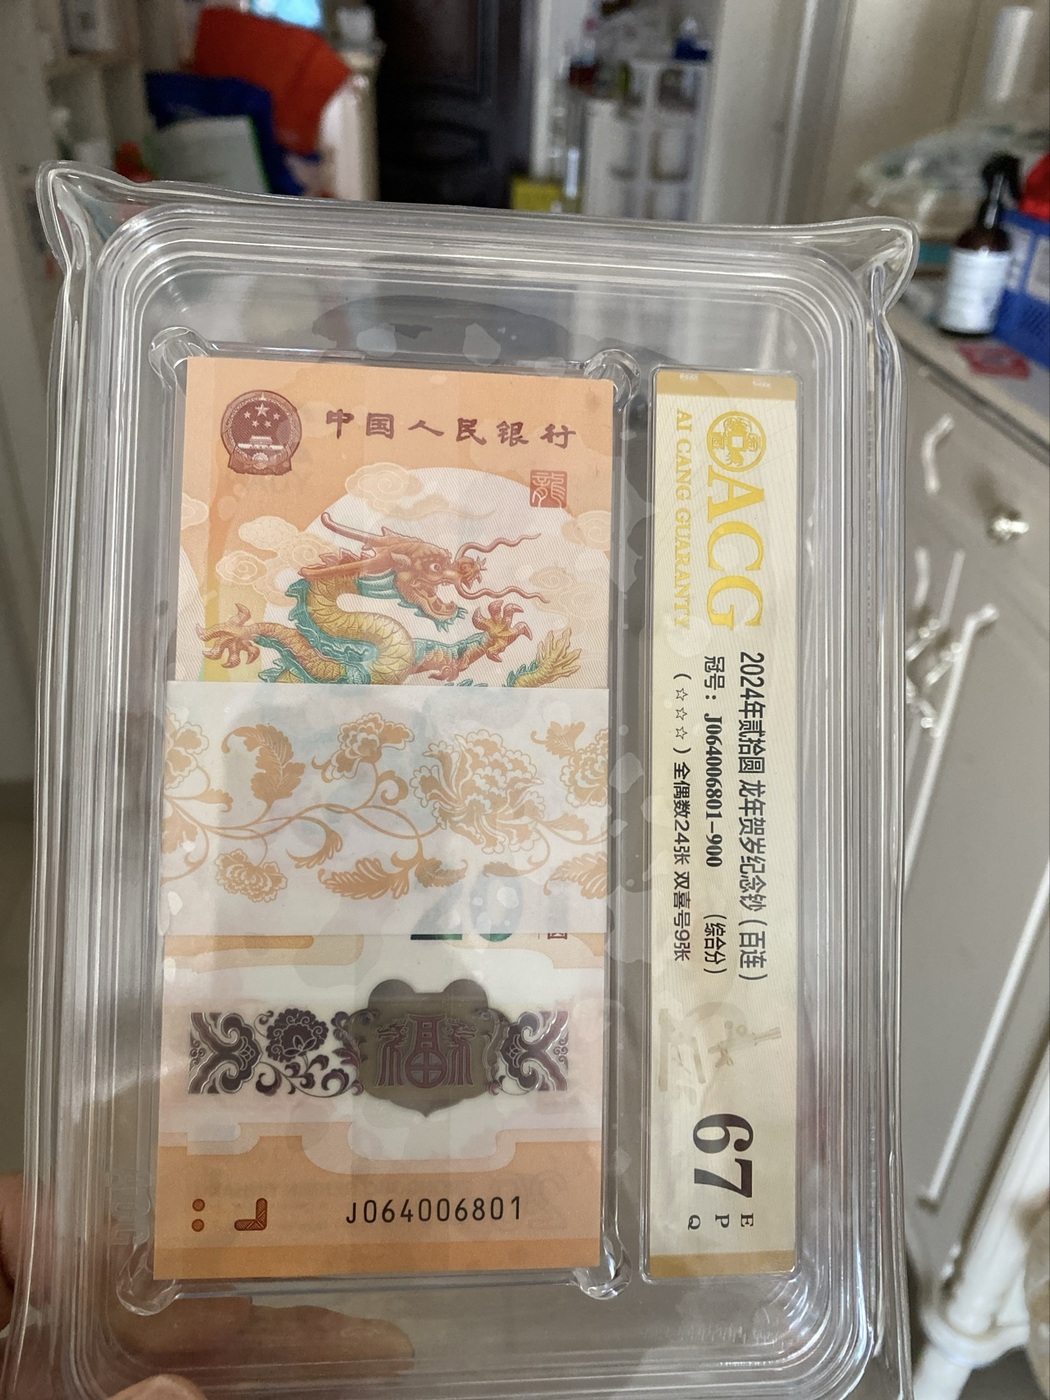 中国人民银行
龍
福
J064006801
ACG
AI CANG GUARANTY
2024年贰拾圆 龙年贺岁纪念钞（百连）
冠号：J064006801-900 （综合分）
（☆☆☆）全偶数24张 双喜号9张
67
E
P
Q